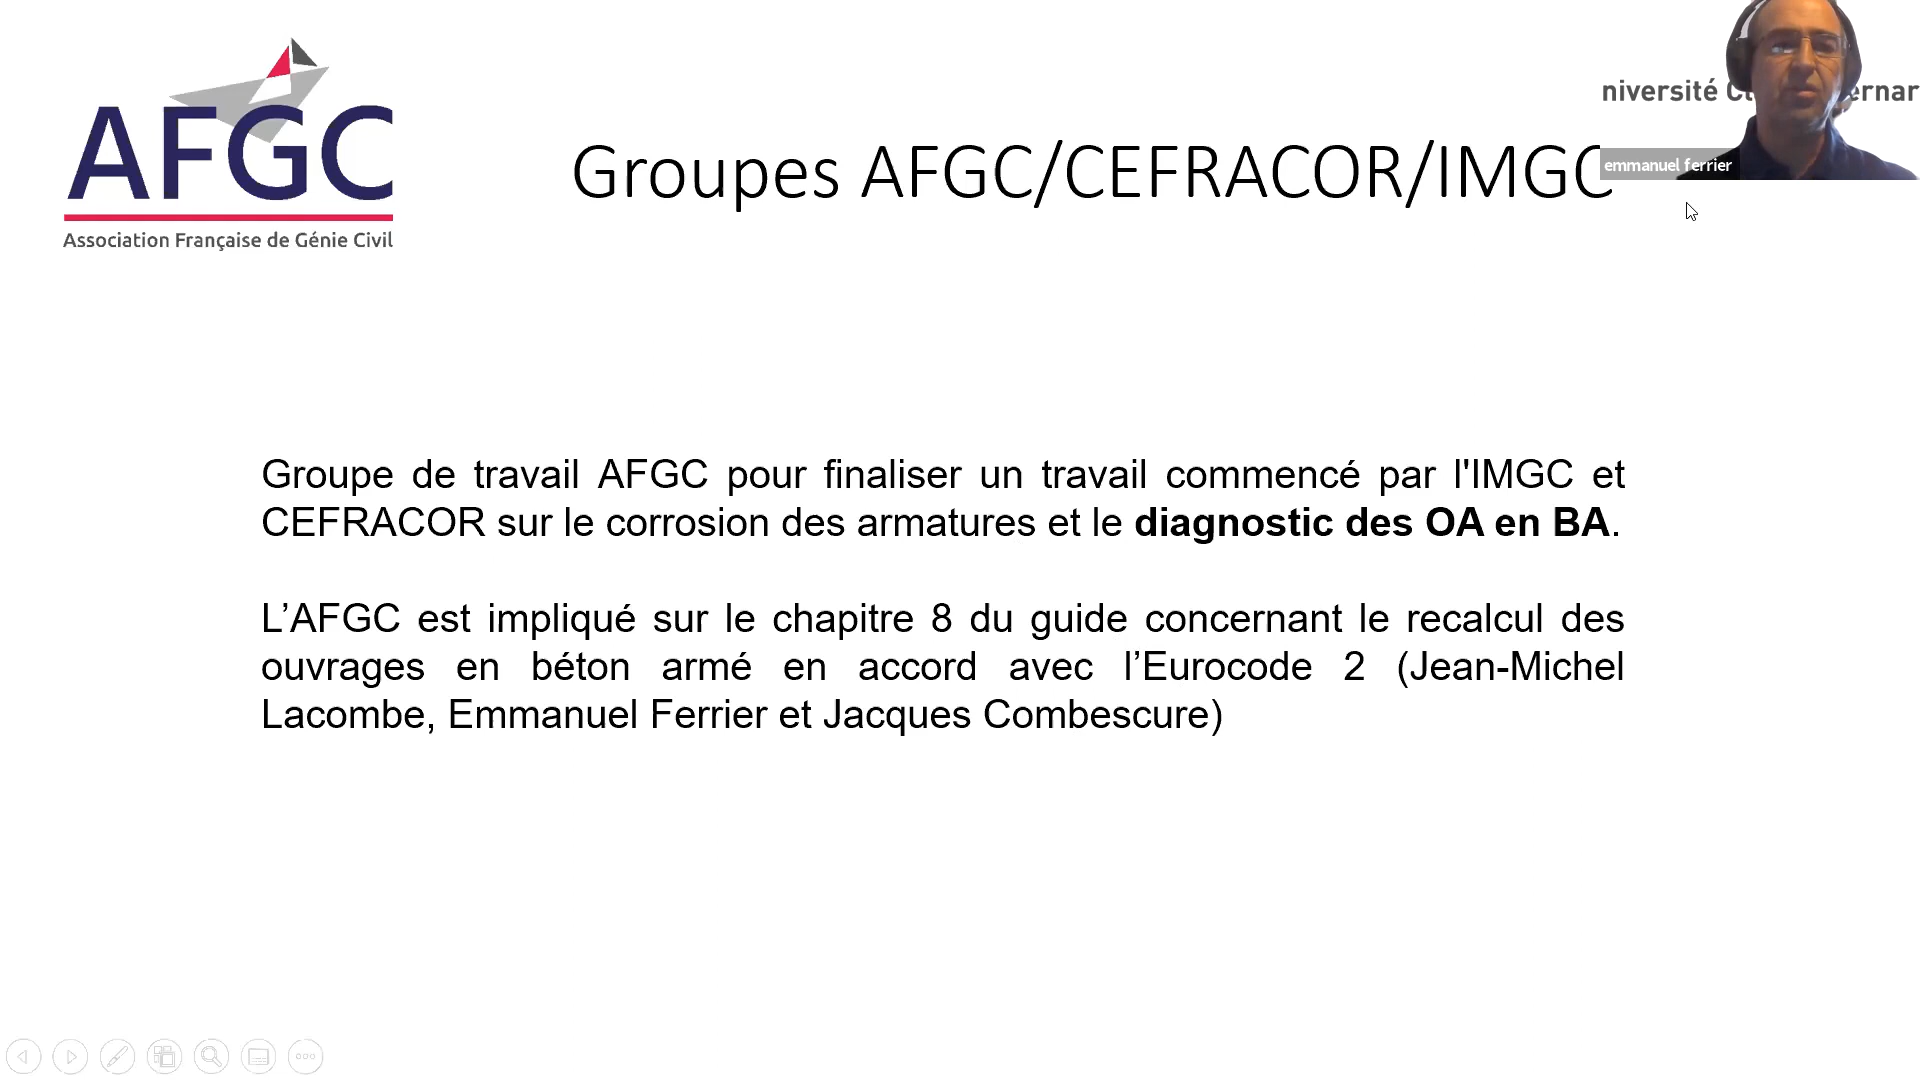 AFGC
Association Française de Génie Civil
niversité
emmanuel ferrier
Groupes AFGC/CEFRACOR/IMGC
Groupe de travail AFGC pour finaliser un travail commencé par l'IMGC et
CEFRACOR sur le corrosion des armatures et le diagnostic des OA en BA.
L’AFGC est impliqué sur le chapitre 8 du guide concernant le recalcul des
ouvrages en béton armé en accord avec l’Eurocode 2 (Jean-Michel
Lacombe, Emmanuel Ferrier et Jacques Combescure)